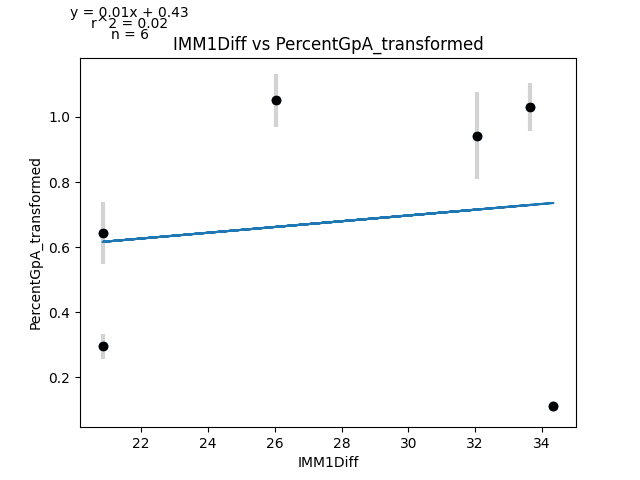 y = 0.01x + 0.43
r^2 = 0.02
n = 6
IMM1Diff vs PercentGpA_transformed
PercentGpA_transformed
1.0
0.8
0.6
0.4
0.2
22 24 26 28 30 32 34
IMM1Diff